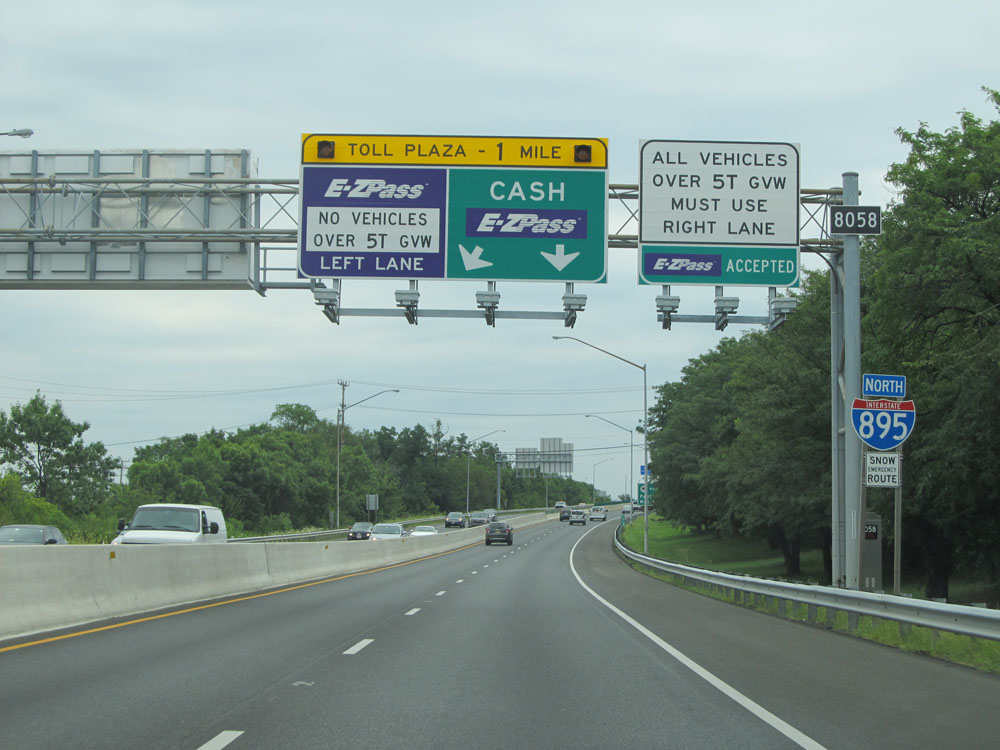 TOLL PLAZA - 1 MILE
E-ZPass
NO VEHICLES
OVER 5T GVW
LEFT LANE
CASH
E-ZPass
ALL VEHICLES
OVER 5T GVW
MUST USE
RIGHT LANE
E-ZPass ACCEPTED
8058
NORTH
INTERSTATE
895
SNOW
EMERGENCY
ROUTE
058